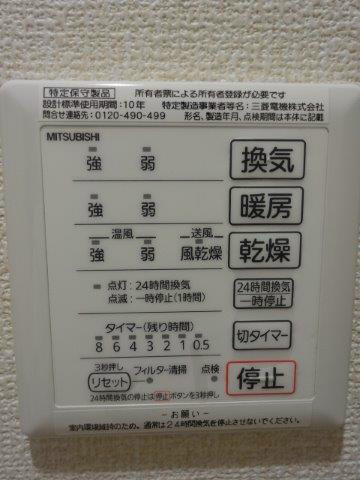 特定保守製品 所有者票による所有者登録が必要です
設計標準使用期間:10年 特定製造事業者等名:三菱電機株式会社
問合せ連絡先:0120-490-499 形名、製造年月、点検期間は本体に記載
MITSUBISHI
強 弱 換気
強 弱 暖房
温風 送風
強 弱 風乾燥 乾燥
点灯:24時間換気
点滅:一時停止(1時間)
24時間換気
一時停止
タイマー(残り時間)
8 6 4 3 2 1 0.5
切タイマー
3秒押し
リセット フィルター清掃 点検 停止
24時間換気の停止は停止ボタンを3秒押し
- お願い -
室内環境維持のため、通常は24時間換気を停止させないでください。